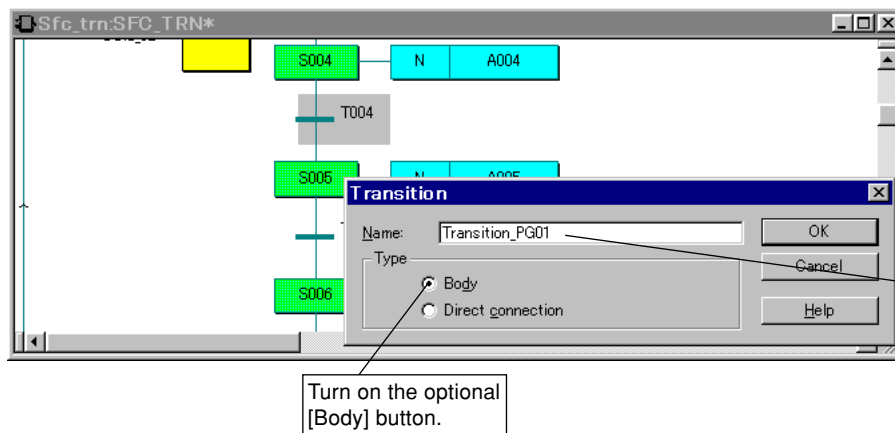 Sfc_trn:SFC_TRN*
S004 N A004
T004
S005 N A005
Transition
Name: Transition_PG01 OK
Type
Body Cancel
Direct connection Help
S006
Turn on the optional
[Body] button.